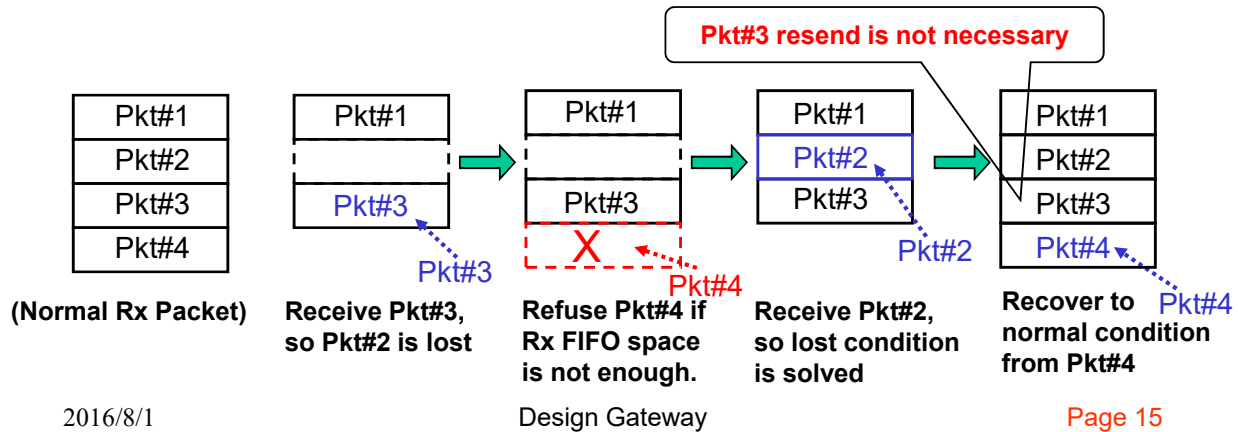 Pkt#3 resend is not necessary
Pkt#1
Pkt#2
Pkt#3
Pkt#4
(Normal Rx Packet)
Pkt#1
Pkt#3
Pkt#3
Receive Pkt#3,
so Pkt#2 is lost
Pkt#1
Pkt#3
X
Pkt#4
Refuse Pkt#4 if
Rx FIFO space
is not enough.
Pkt#1
Pkt#2
Pkt#3
Pkt#2
Receive Pkt#2,
so lost condition
is solved
Pkt#1
Pkt#2
Pkt#3
Pkt#4
Pkt#4
Recover to
normal condition
from Pkt#4
2016/8/1
Design Gateway
Page 15